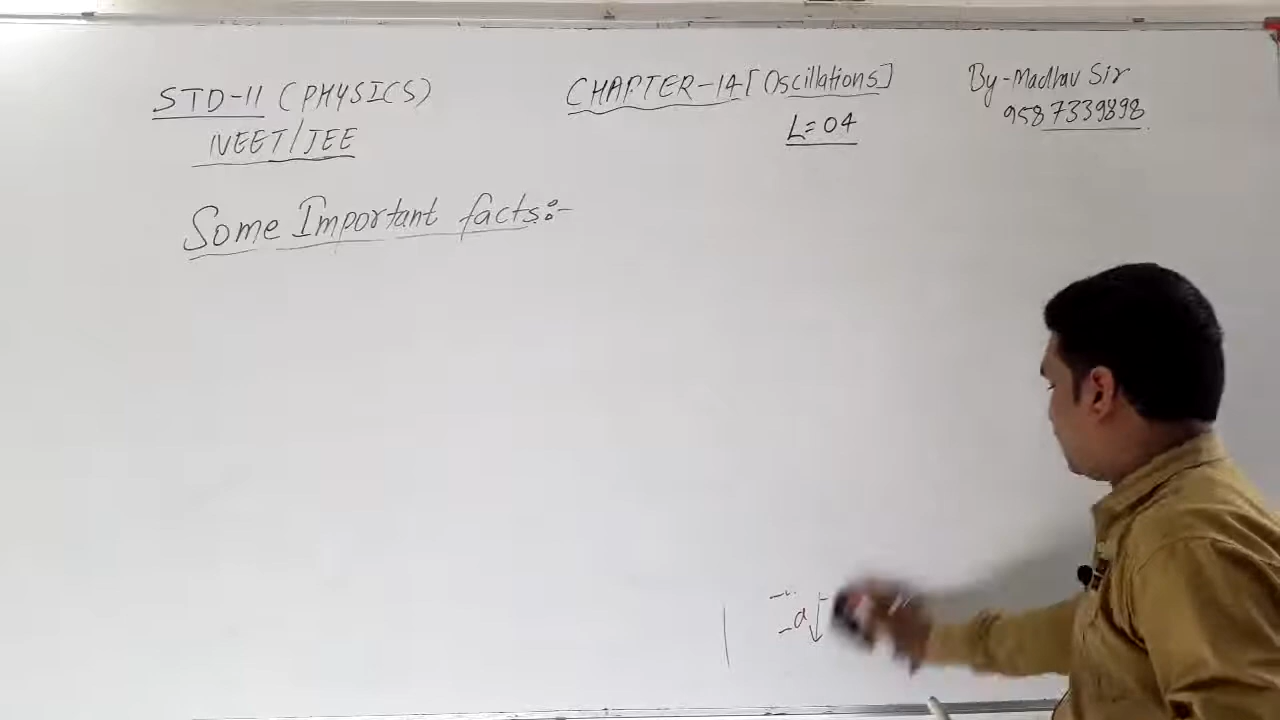 STD-11 (PHYSICS)
NEET/JEE
CHAPTER-14 [Oscillations]
L=04
By-Madhav Sir
9587339898
Some Important facts:-
a↓